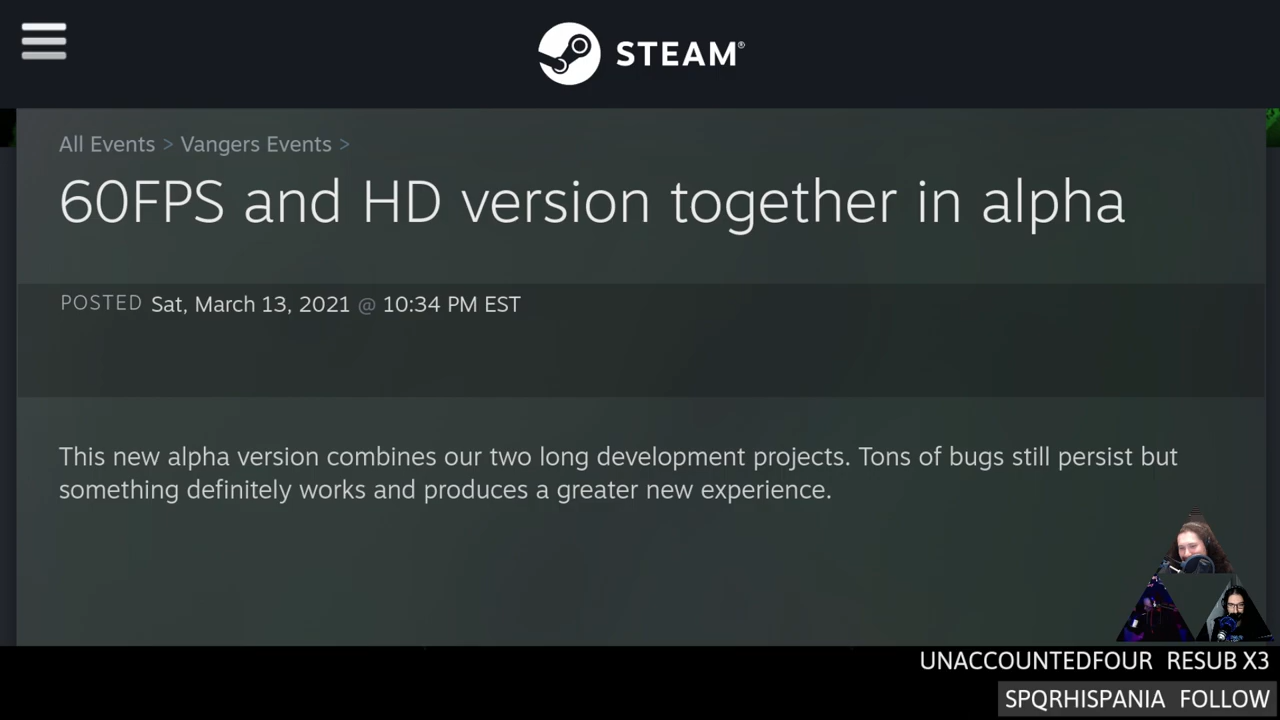 STEAM®
All Events > Vangers Events >
60FPS and HD version together in alpha
POSTED Sat, March 13, 2021 @ 10:34 PM EST
This new alpha version combines our two long development projects. Tons of bugs still persist but
something definitely works and produces a greater new experience.
UNACCOUNTEDFOUR RESUB X3
SPQRHISPANIA FOLLOW